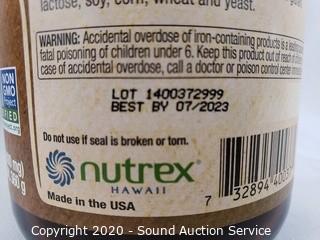 lactose, soy, corn, wheat and yeast.
WARNING: Accidental overdose of iron-containing products is a leading
fatal poisoning of children under 6. Keep this product out of reach of
case of accidental overdose, call a doctor or poison control center
LOT 1400372999
BEST BY 07/2023
NON
GMO
Project
Do not use if seal is broken or torn.
nutrex
HAWAII
Made in the USA
7 32894
Copyright © 2020 - Sound Auction Service